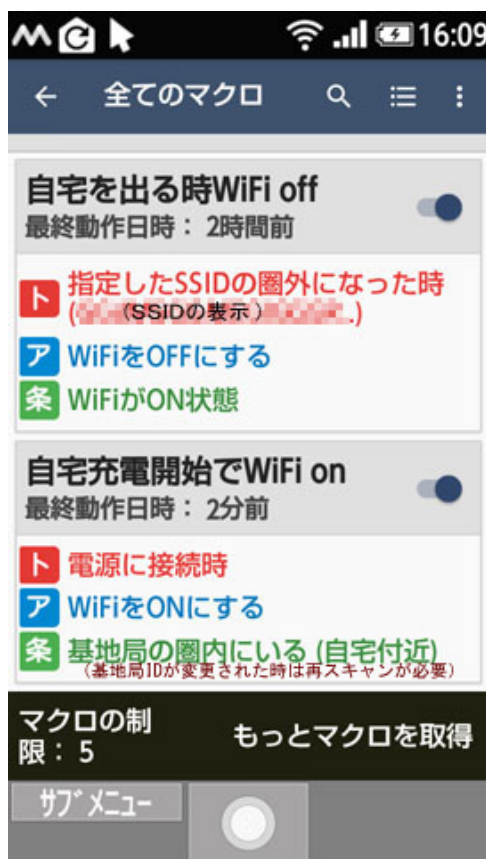 16:09
全てのマクロ
自宅を出る時WiFi off
最終動作日時： 2時間前
ト 指定したSSIDの圏外になった時
(（SSIDの表示）.)
ア WiFiをOFFにする
条 WiFiがON状態
自宅充電開始でWiFi on
最終動作日時： 2分前
ト 電源に接続時
ア WiFiをONにする
条 基地局の圏内にいる (自宅付近)
（基地局IDが変更された時は再スキャンが必要）
マクロの制
限： 5
もっとマクロを取得
サブメニュー